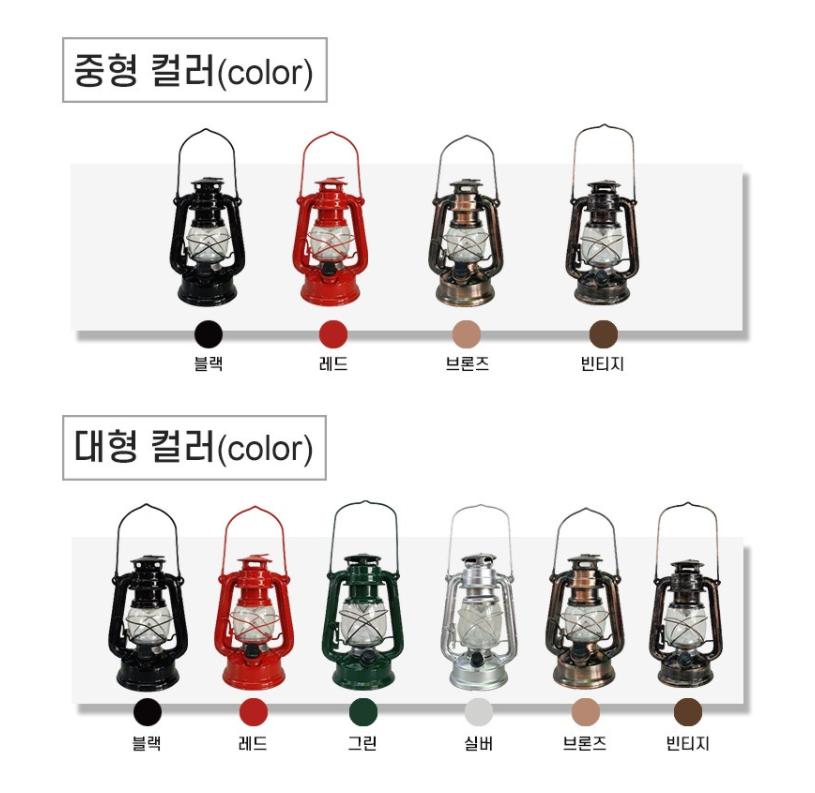 중형 컬러(color)
블랙 레드 브론즈 빈티지
대형 컬러(color)
블랙 레드 그린 실버 브론즈 빈티지